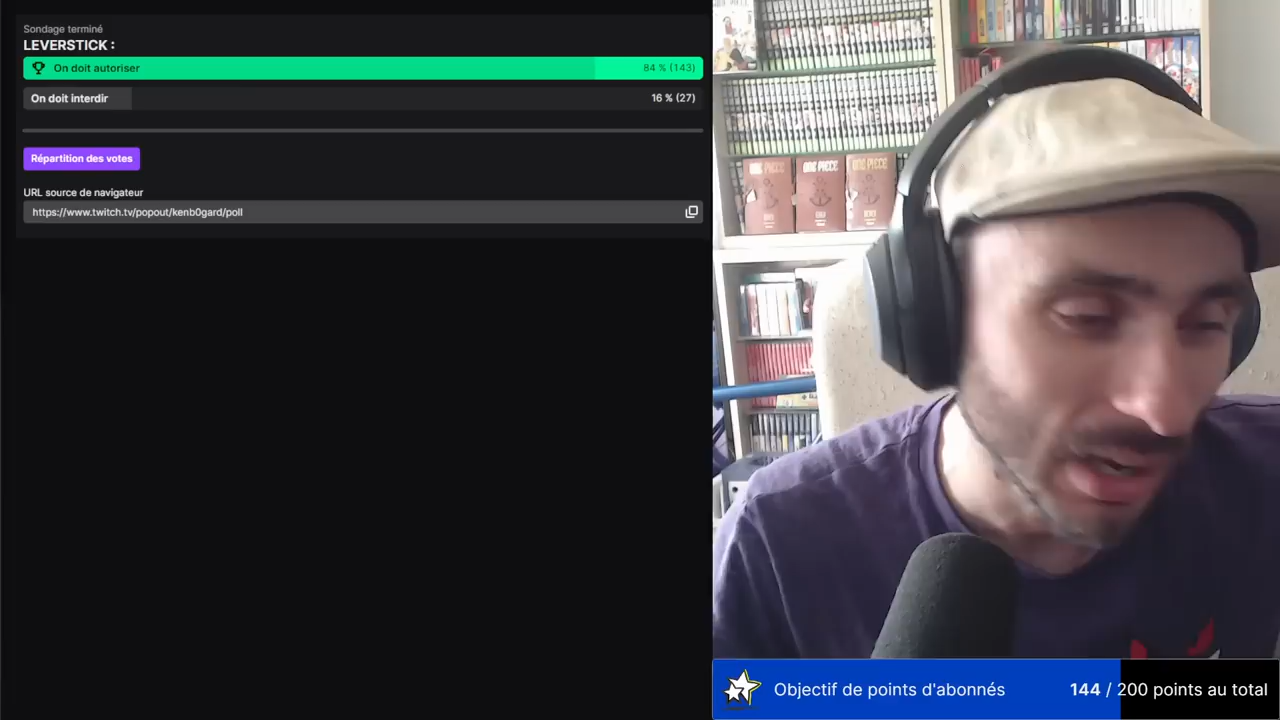 Sondage terminé
LEVERSTICK :
On doit autoriser
84 % (143)
On doit interdir
16 % (27)
Répartition des votes
URL source de navigateur
https://www.twitch.tv/popout/kenb0gard/poll
ONE PIECE
ONE PIECE
ONE PIECE
Objectif de points d'abonnés
144 / 200 points au total